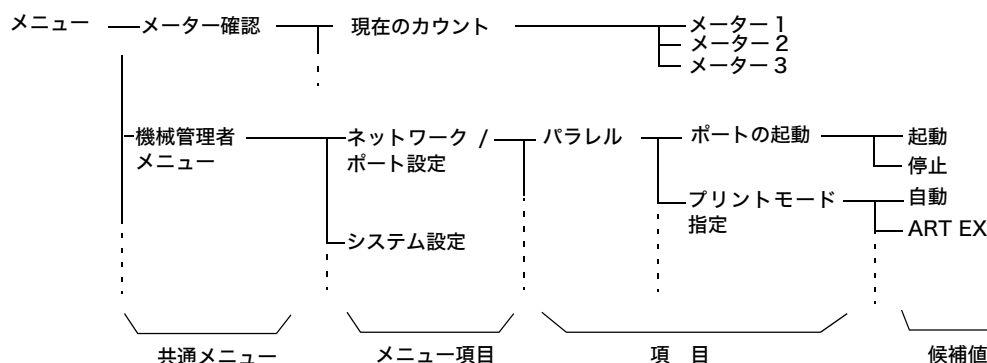 メニュー メーター確認 現在のカウント メーター 1
メーター 2
メーター 3
機械管理者 ネットワーク / パラレル ポートの起動 起動
メニュー ポート設定 停止
プリントモード 自動
指定 ART EX
システム設定
共通メニュー メニュー項目 項 目 候補値